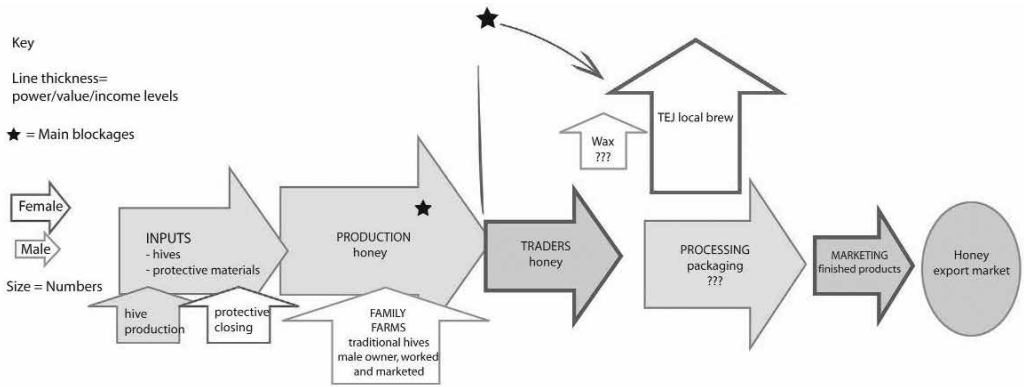 Key
Line thickness=
power/value/income levels
= Main blockages
Female
Male
Size = Numbers
INPUTS
- hives
- protective materials
hive
production
protective
closing
PRODUCTION
honey
FAMILY
FARMS
traditional hives
male owner, worked
and marketed
TRADERS
honey
Wax
???
TEJ local brew
PROCESSING
packaging
???
MARKETING
finished products
Honey
export market